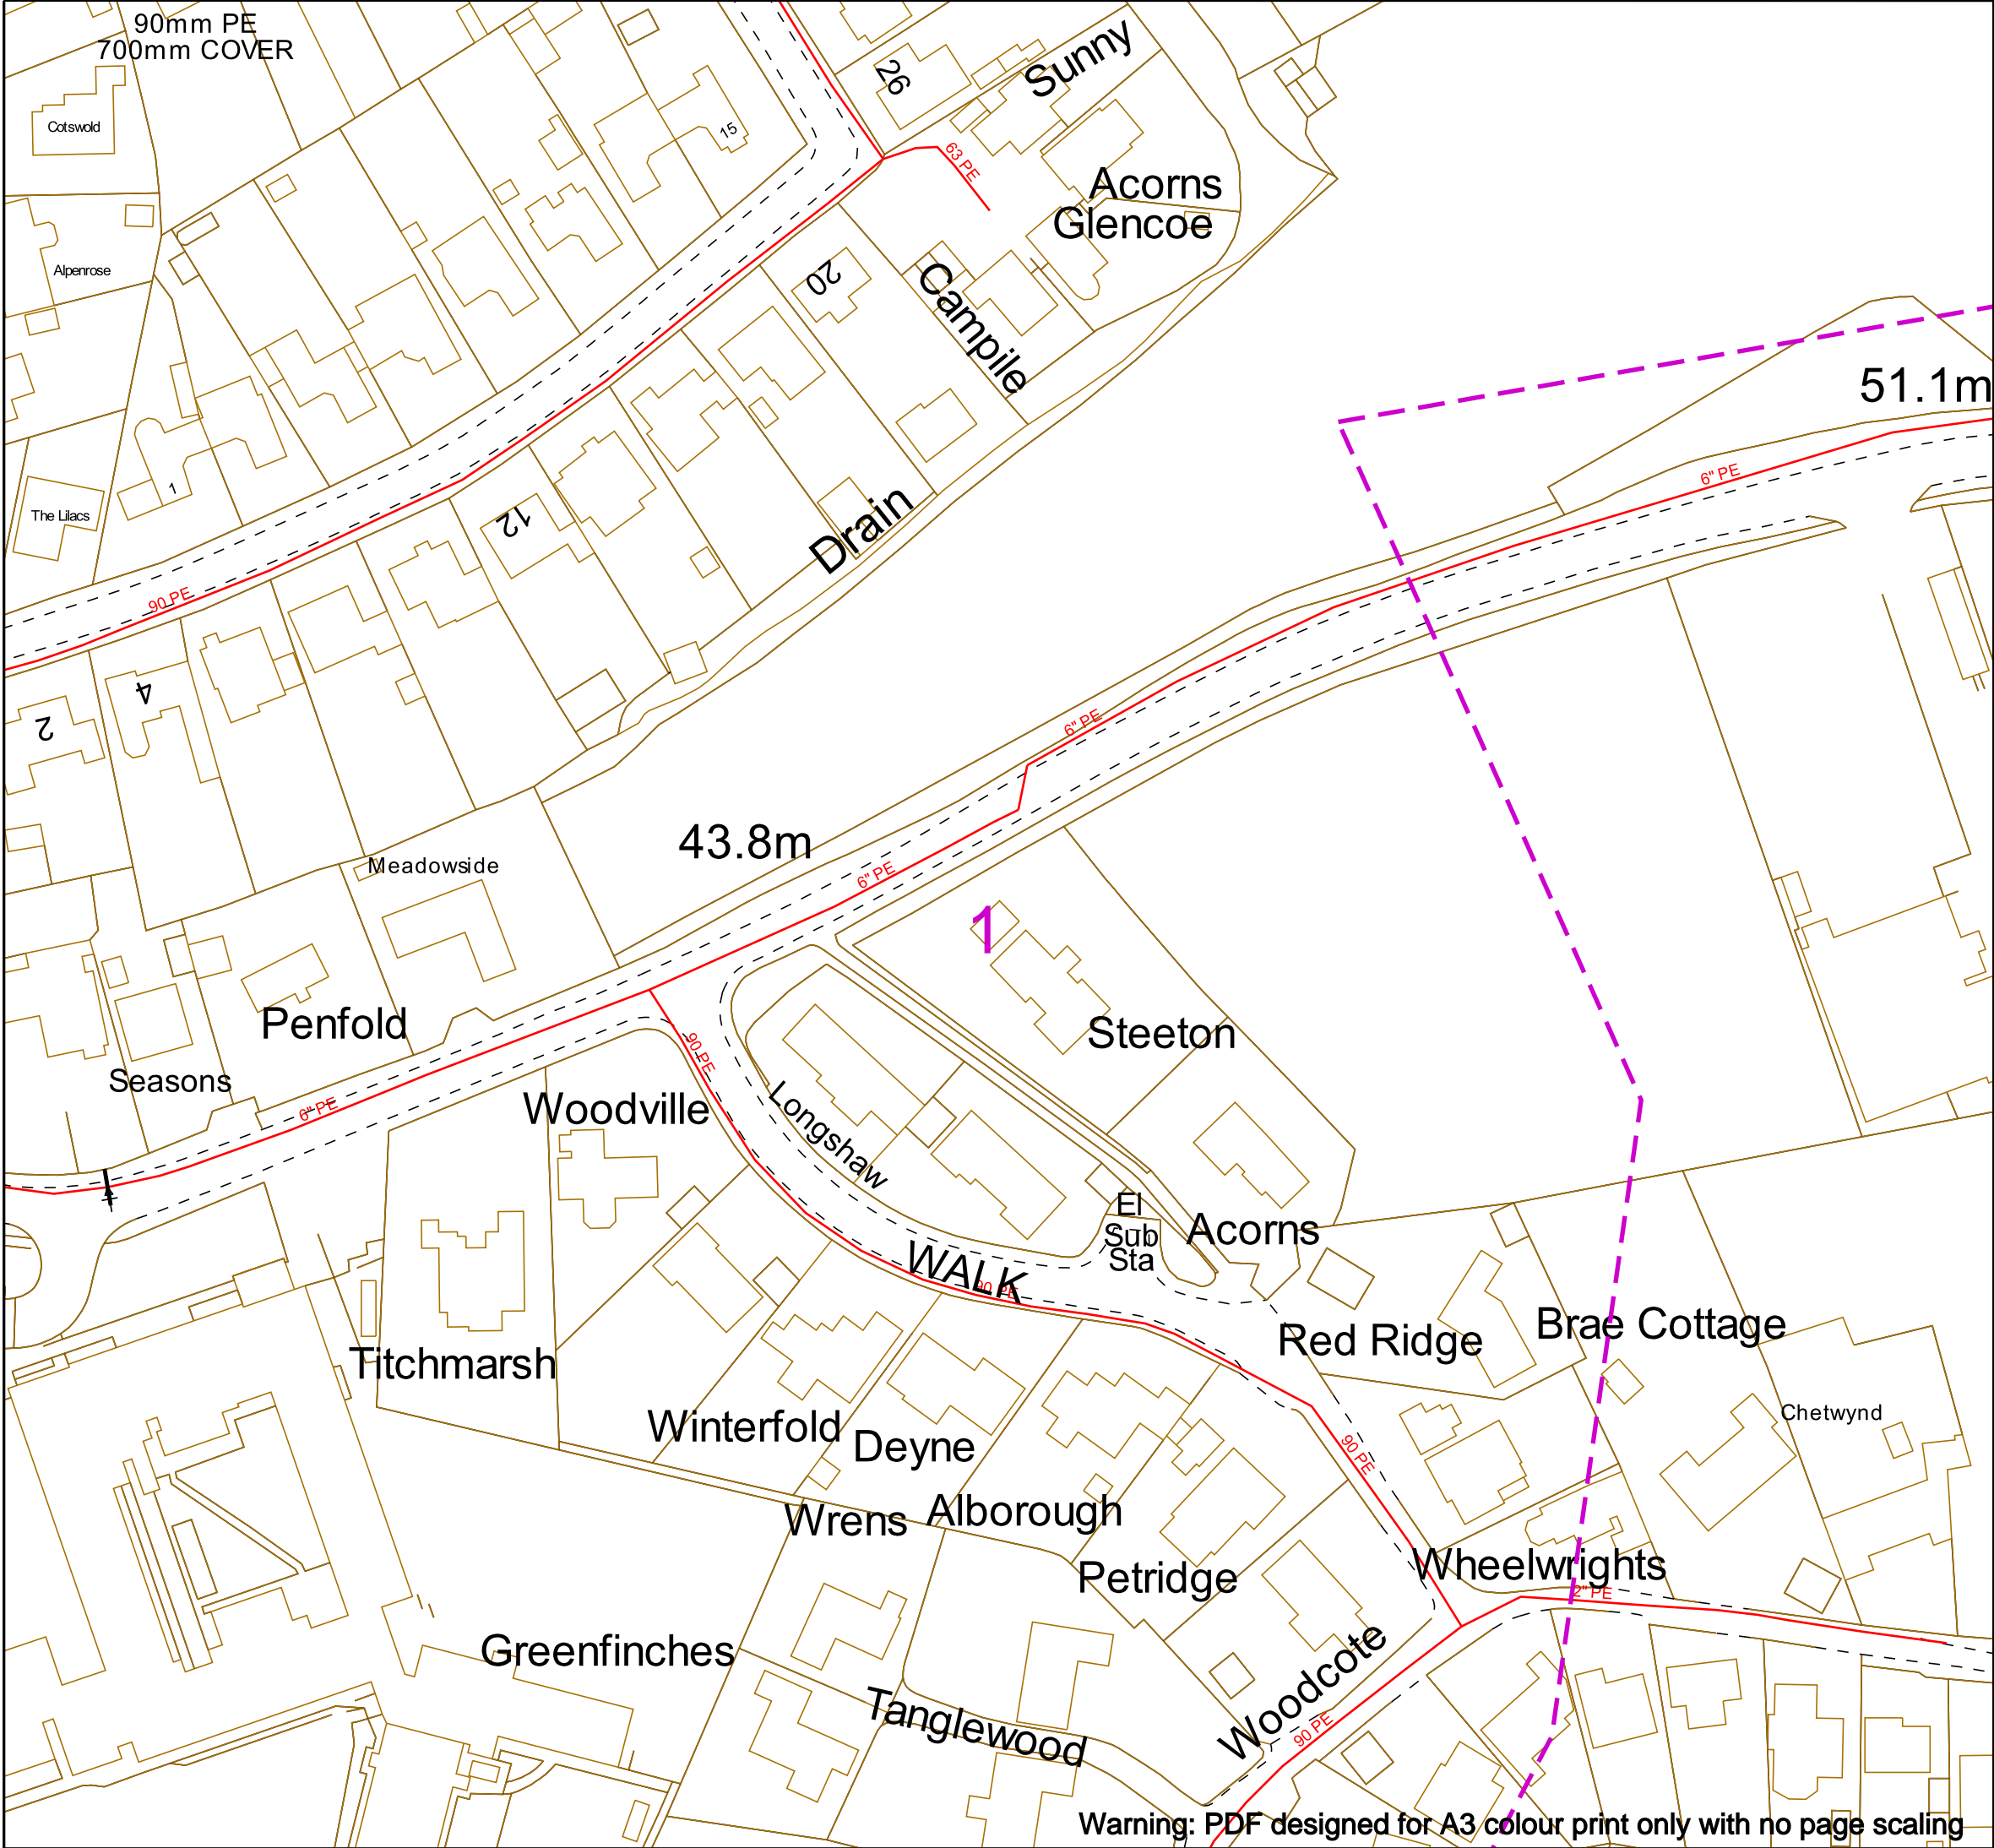 90mm PE
700mm COVER
Cotswold
Alpenrose
The Lilacs
1
15
26
Sunny
63 PE
Acorns
Glencoe
Campile
20
12
Drain
90 PE
4
2
51.1m
6" PE
6" PE
43.8m
6" PE
Meadowside
1
Penfold
Seasons
6" PE
Steeton
90 PE
Woodville
Longshaw
El
Sub
Sta
Acorns
WALK
90 PE
Red Ridge
Brae Cottage
Titchmarsh
Chetwynd
Winterfold
Deyne
90 PE
Wrens
Alborough
Petridge
Wheelwrights
2" PE
Greenfinches
Woodcote
Tanglewood
90 PE
Warning: PDF designed for A3 colour print only with no page scaling